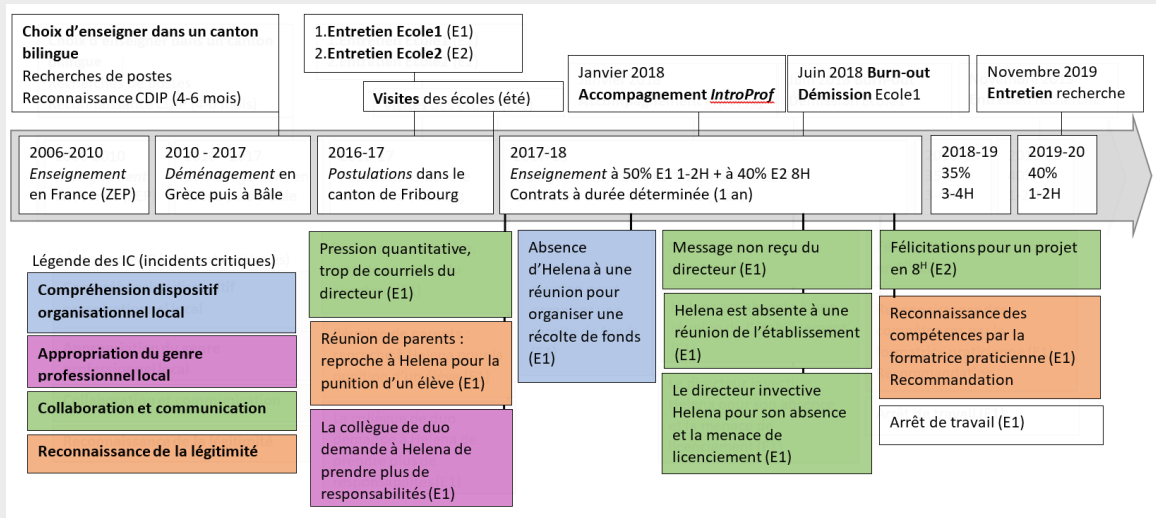 Choix d'enseigner dans un canton
bilingue
Recherches de postes
Reconnaissance CDIP (4-6 mois)
1.Entretien Ecole1 (E1)
2.Entretien Ecole2 (E2)
Visites des écoles (été)
Janvier 2018
Accompagnement IntroProf
Juin 2018 Burn-out
Démission Ecole1
Novembre 2019
Entretien recherche
2006-2010
Enseignement
en France (ZEP)
2010 - 2017
Déménagement en
Grèce puis à Bâle
2016-17
Postulations dans le
canton de Fribourg
2017-18
Enseignement à 50% E1 1-2H + à 40% E2 8H
Contrats à durée déterminée (1 an)
2018-19
35%
3-4H
2019-20
40%
1-2H
Légende des IC (incidents critiques)
Compréhension dispositif
organisationnel local
Appropriation du genre
professionnel local
Collaboration et communication
Reconnaissance de la légitimité
Pression quantitative,
trop de courriels du
directeur (E1)
Réunion de parents :
reproche à Helena pour la
punition d'un élève (E1)
La collègue de duo
demande à Helena de
prendre plus de
responsabilités (E1)
Absence
d'Helena à une
réunion pour
organiser une
récolte de fonds
(E1)
Message non reçu du
directeur (E1)
Helena est absente à une
réunion de l'établissement
(E1)
Le directeur invective
Helena pour son absence
et la menace de
licenciement (E1)
Félicitations pour un projet
en 8H (E2)
Reconnaissance des
compétences par la
formatrice praticienne (E1)
Recommandation
Arrêt de travail (E1)